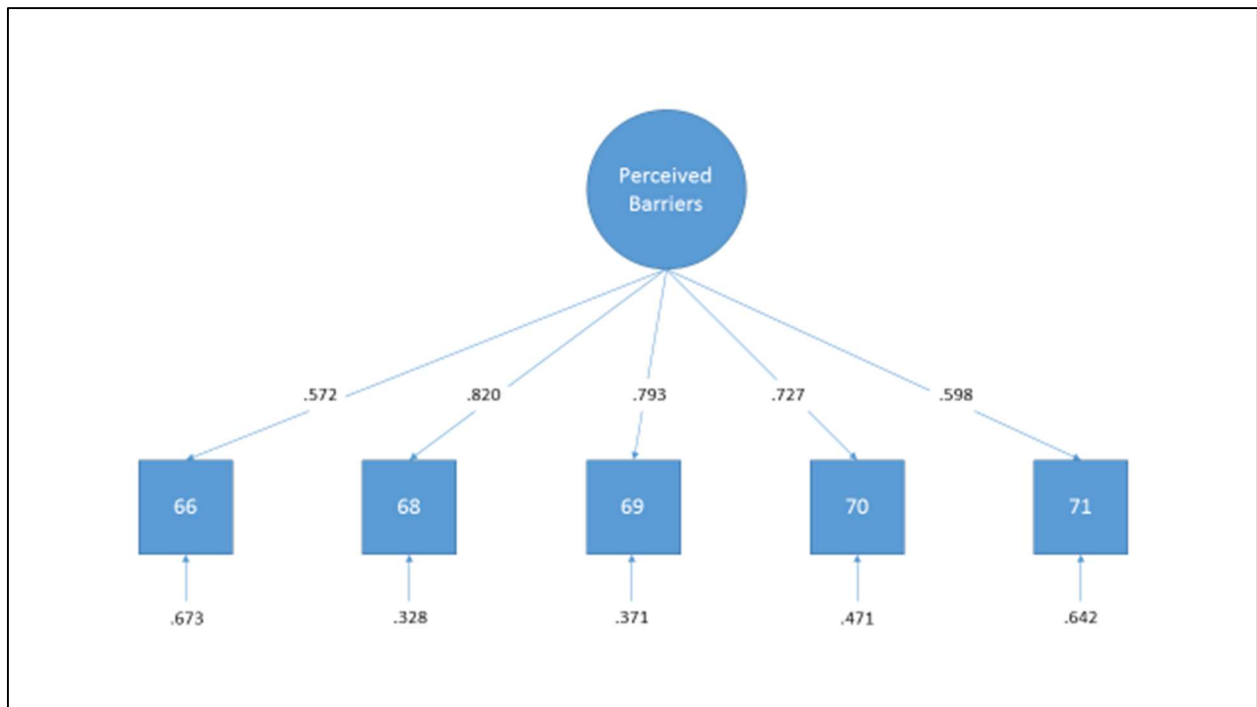 Perceived
Barriers
.572 .820 .793 .727 .598
66 68 69 70 71
.673 .328 .371 .471 .642